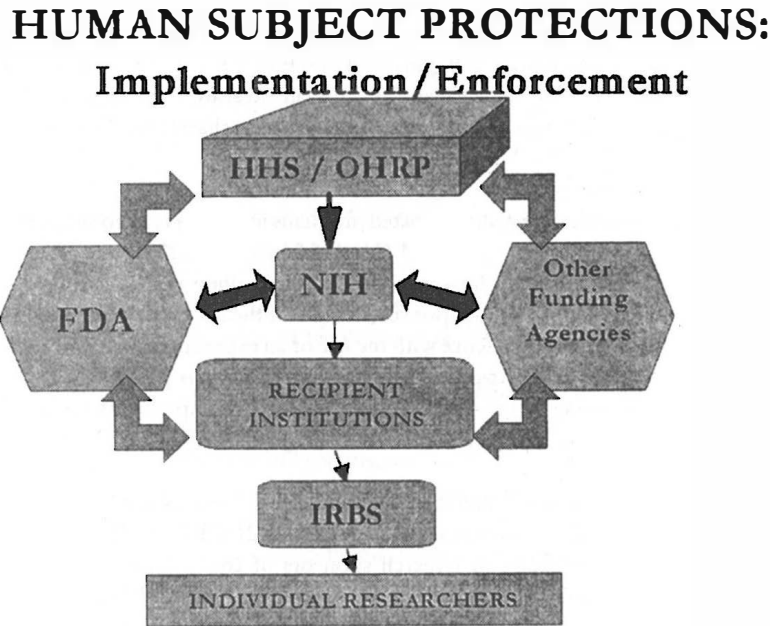 HUMAN SUBJECT PROTECTIONS:
Implementation/Enforcement
HHS / OHRP
NIH
FDA
Other
Funding
Agencies
RECIPIENT
INSTITUTIONS
IRBS
INDIVIDUAL RESEARCHERS